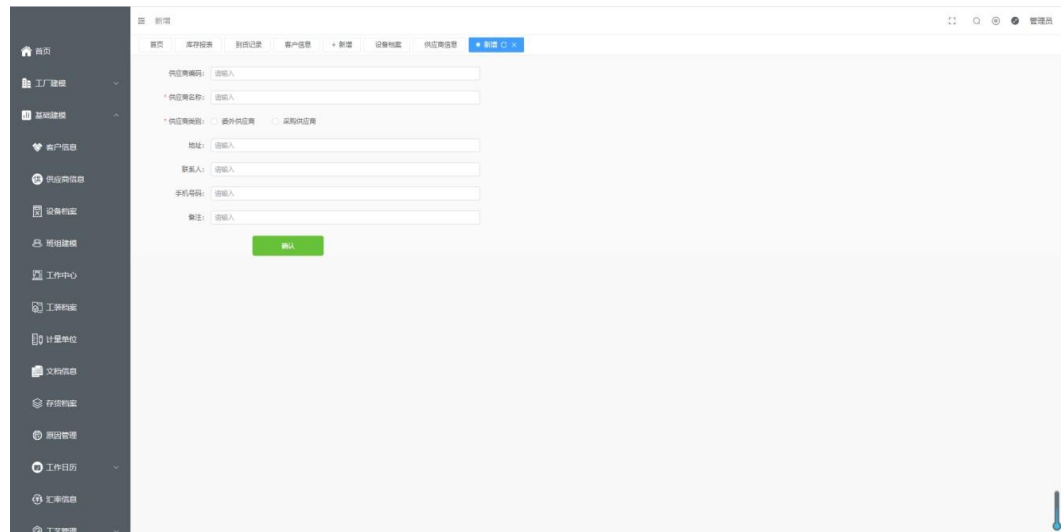 新增
管理员
首页 库存报表 到货记录 客户信息 + 新增 设备档案 供应商信息 新增
首页
工厂建模
基础建模
客户信息
供应商信息
设备档案
班组建模
工作中心
工装档案
计量单位
文档信息
存货档案
原因管理
工作日历
汇率信息
工艺管理
供应商编码: 请输入
* 供应商名称: 请输入
* 供应商类别: 委外供应商 采购供应商
地址: 请输入
联系人: 请输入
手机号码: 请输入
备注: 请输入
确认